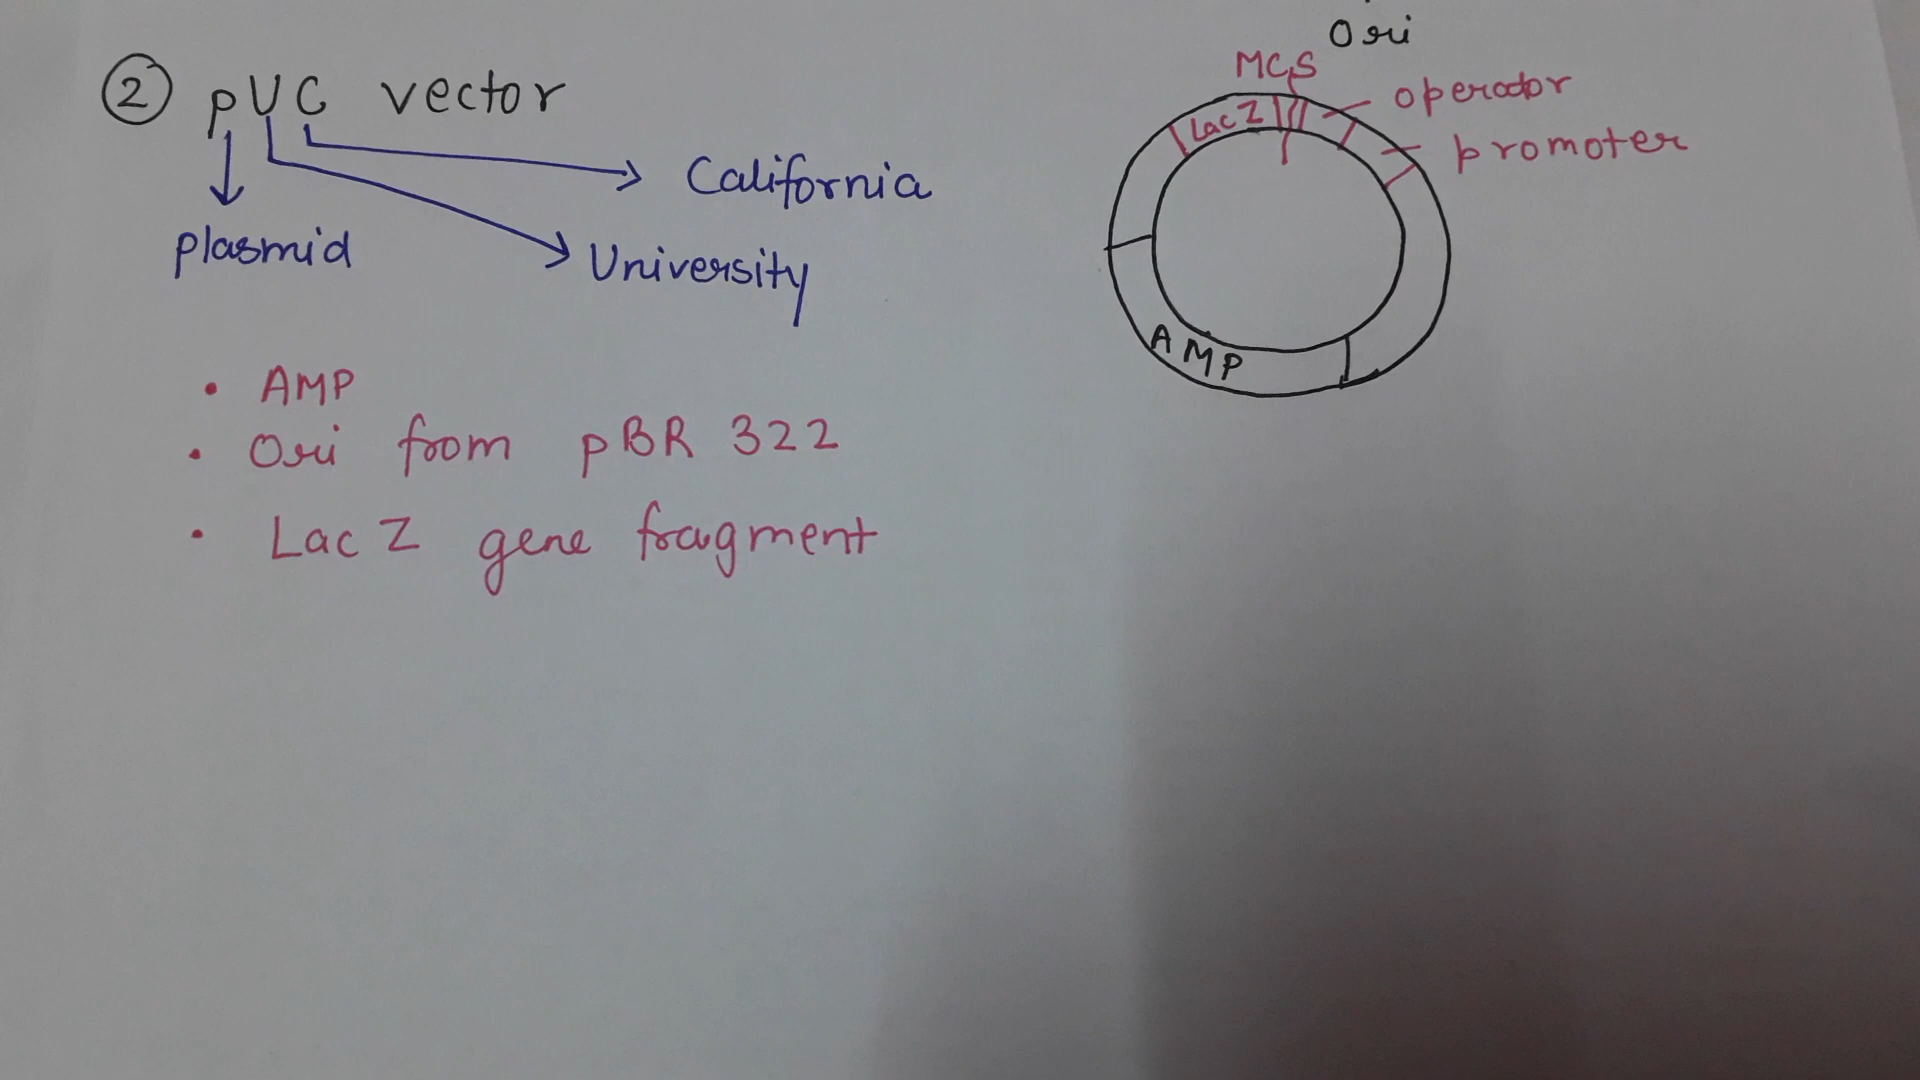 ② pUC vector
California
plasmid
University
• AMP
• Ori from pBR 322
• Lac Z gene fragment
Ori
MCS
operator
Lac Z
promoter
AMP